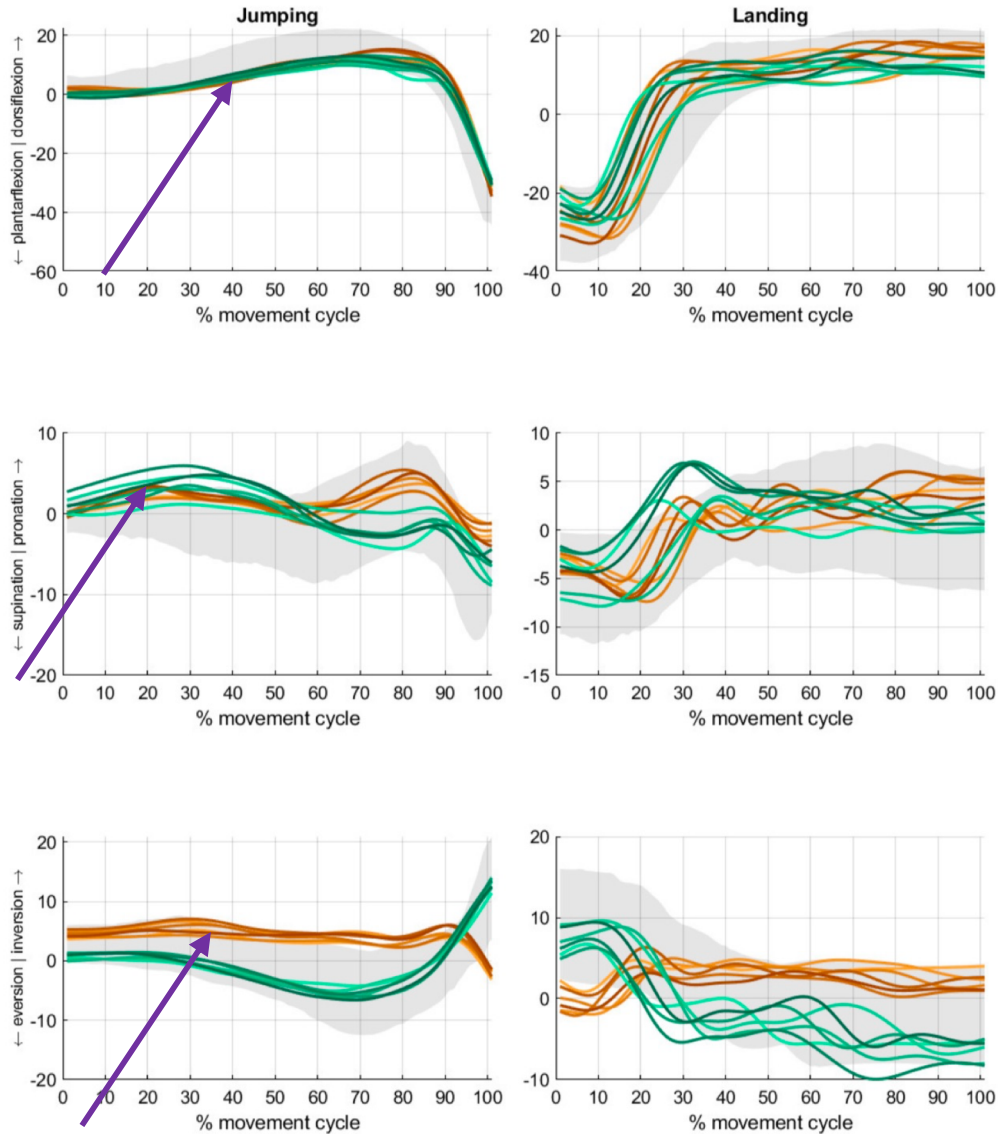 Jumping
Landing
← plantarflexion | dorsiflexion →
20
0
-20
-40
-60
0 10 20 30 40 50 60 70 80 90 100
% movement cycle
20
0
-20
-40
0 10 20 30 40 50 60 70 80 90 100
% movement cycle
← supination | pronation →
10
0
-10
-20
0 10 20 30 40 50 60 70 80 90 100
% movement cycle
10
5
0
-5
-10
-15
0 10 20 30 40 50 60 70 80 90 100
% movement cycle
← eversion | inversion →
20
10
0
-10
-20
0 10 20 30 40 50 60 70 80 90 100
% movement cycle
20
10
0
-10
0 10 20 30 40 50 60 70 80 90 100
% movement cycle